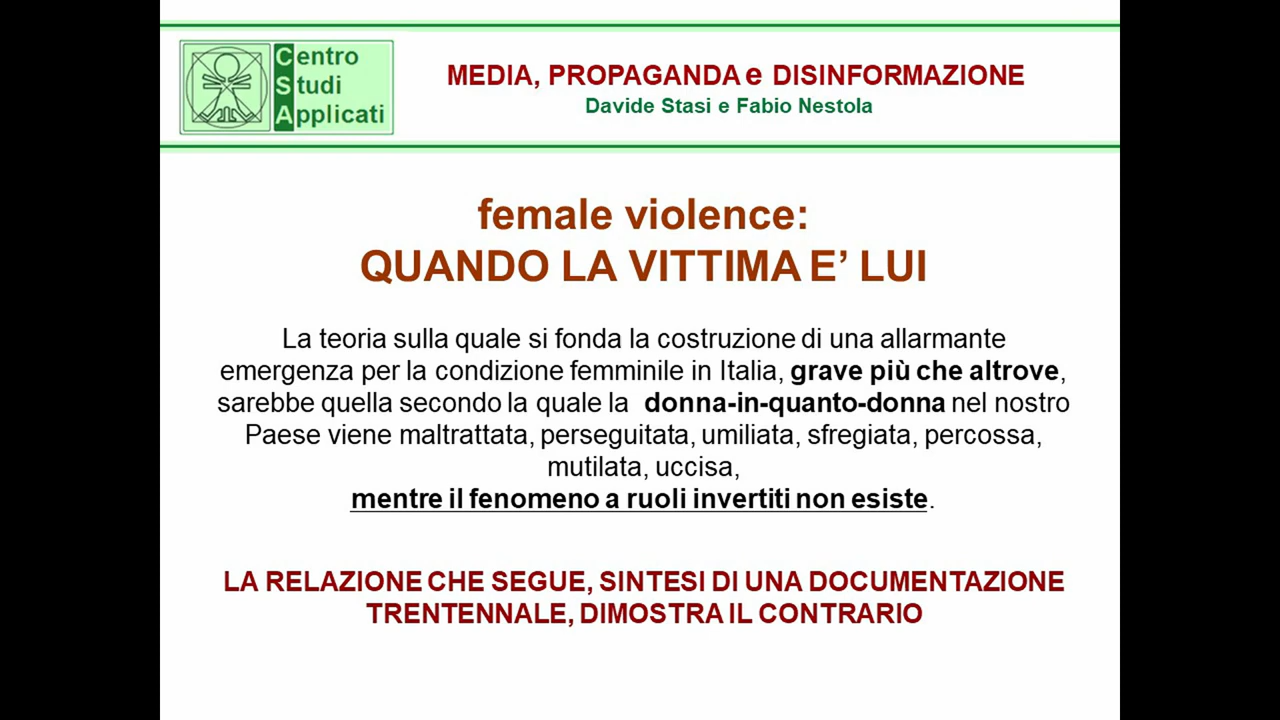 Centro
Studi
Applicati
MEDIA, PROPAGANDA e DISINFORMAZIONE
Davide Stasi e Fabio Nestola
female violence:
QUANDO LA VITTIMA E’ LUI
La teoria sulla quale si fonda la costruzione di una allarmante
emergenza per la condizione femminile in Italia, grave più che altrove,
sarebbe quella secondo la quale la donna-in-quanto-donna nel nostro
Paese viene maltrattata, perseguitata, umiliata, sfregiata, percossa,
mutilata, uccisa,
mentre il fenomeno a ruoli invertiti non esiste.
LA RELAZIONE CHE SEGUE, SINTESI DI UNA DOCUMENTAZIONE
TRENTENNALE, DIMOSTRA IL CONTRARIO